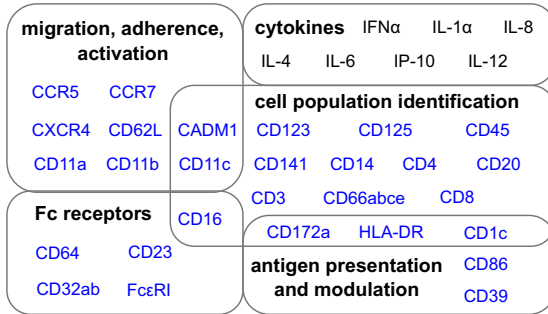 migration, adherence,
activation
CCR5 CCR7
CXCR4 CD62L CADM1
CD11a CD11b CD11c
cytokines IFNα IL-1α IL-8
IL-4 IL-6 IP-10 IL-12
cell population identification
CD123 CD125 CD45
CD141 CD14 CD4 CD20
CD3 CD66abce CD8
CD172a HLA-DR CD1c
Fc receptors
CD16
CD64 CD23
CD32ab FcεRI
antigen presentation
and modulation
CD86
CD39